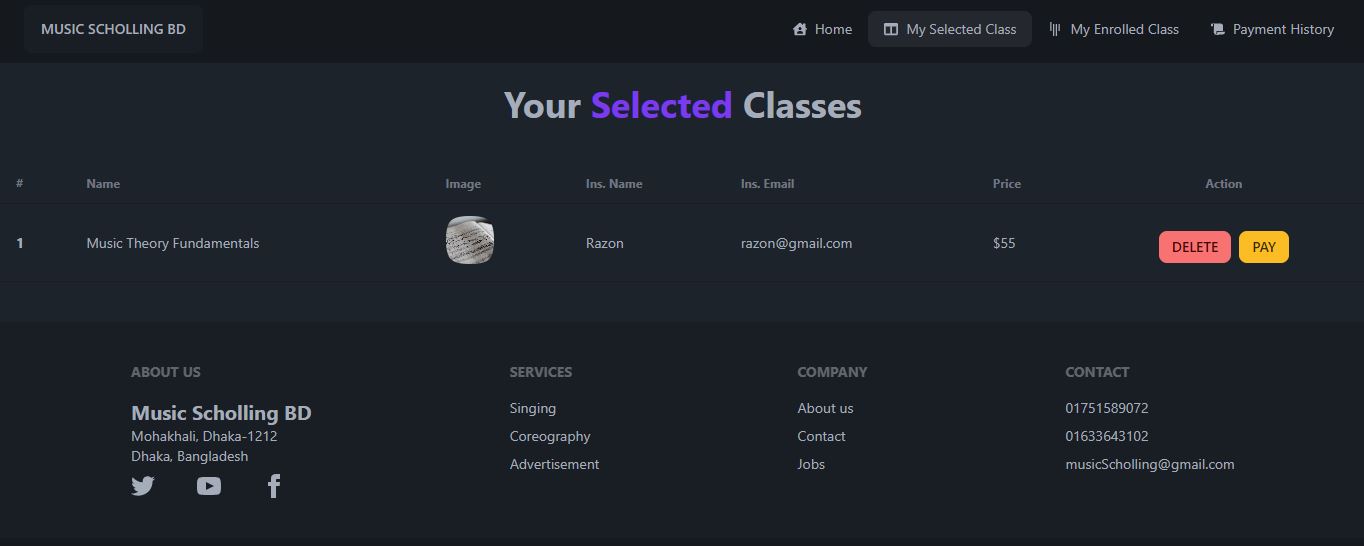 MUSIC SCHOLLING BD Home My Selected Class My Enrolled Class Payment History
Your Selected Classes
# Name Image Ins. Name Ins. Email Price Action
1 Music Theory Fundamentals Razon razon@gmail.com $55 DELETE PAY
ABOUT US
Music Scholling BD
Mohakhali, Dhaka-1212
Dhaka, Bangladesh
SERVICES
Singing
Coreography
Advertisement
COMPANY
About us
Contact
Jobs
CONTACT
01751589072
01633643102
musicScholling@gmail.com